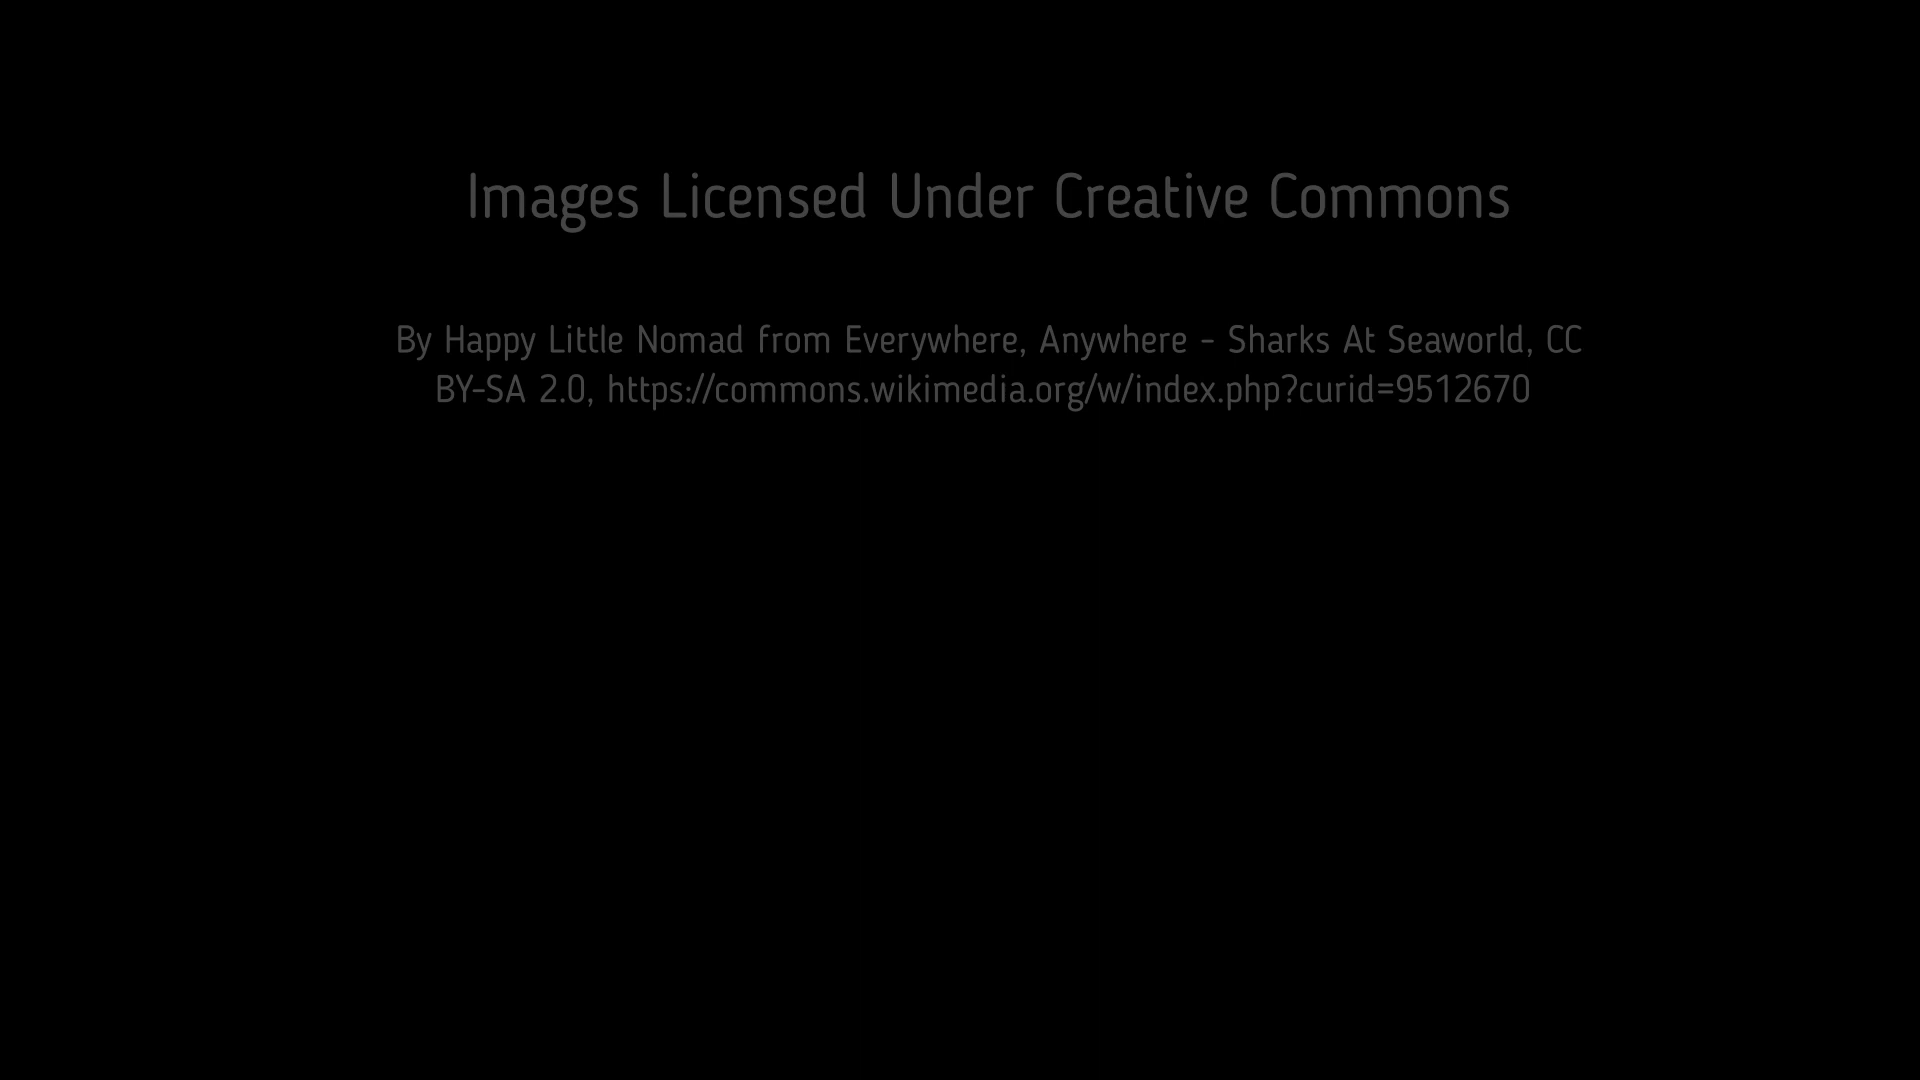 Images Licensed Under Creative Commons
By Happy Little Nomad from Everywhere, Anywhere - Sharks At Seaworld, CC
BY-SA 2.0, https://commons.wikimedia.org/w/index.php?curid=9512670